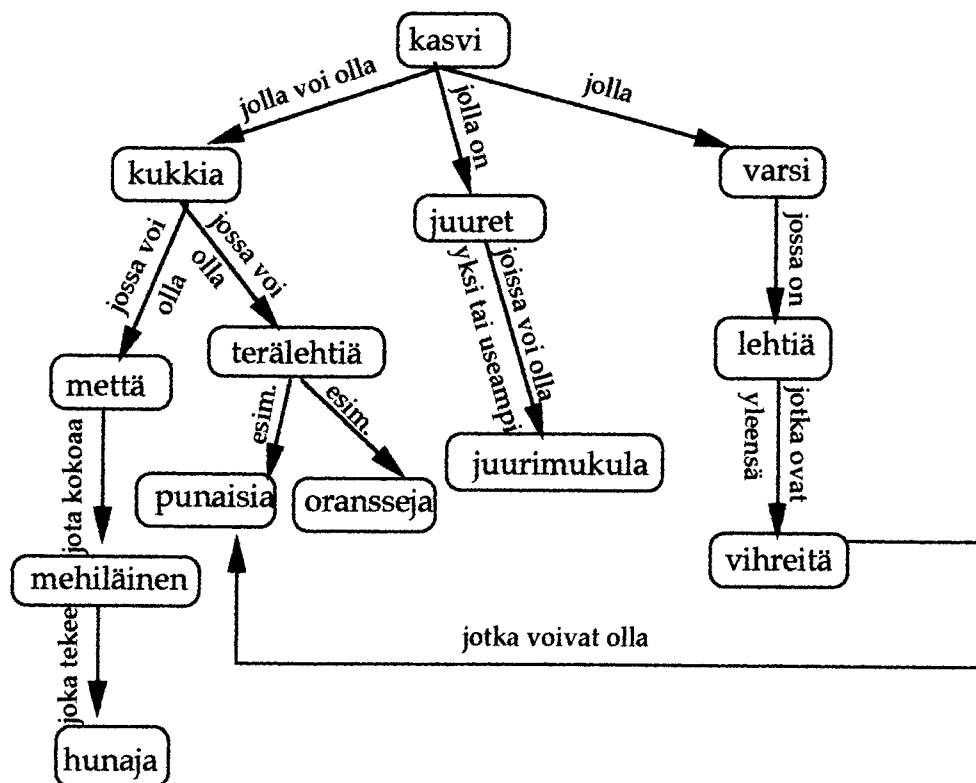 kasvi
jolla voi olla
jolla on
jolla
kukkia
juuret
varsi
jossa voi
olla
jossa voi
olla
yksi tai useampi
joissa voi olla
jossa on
mettä
terälehtiä
lehtiä
esim.
esim.
jotka ovat
yleensä
jota kokoaa
punaisia
oransseja
juurimukula
mehiläinen
vihreitä
joka tekee
jotka voivat olla
hunaja